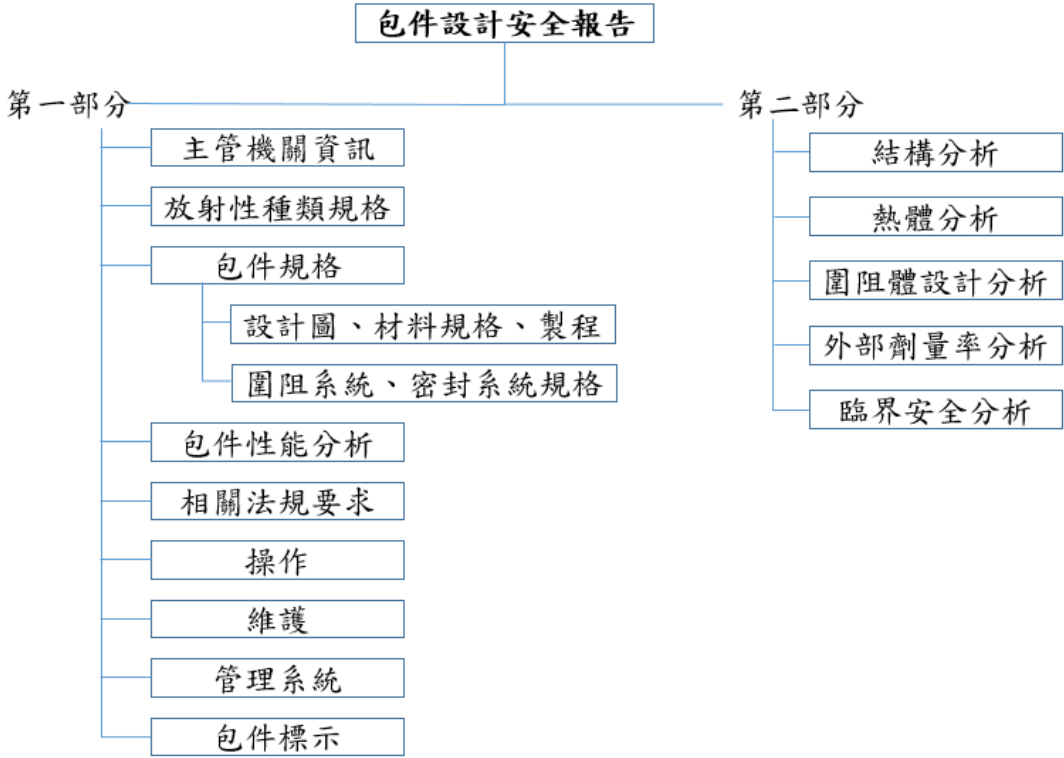 包件設計安全報告
第一部分
主管機關資訊
放射性種類規格
包件規格
設計圖、材料規格、製程
圍阻系統、密封系統規格
包件性能分析
相關法規要求
操作
維護
管理系統
包件標示
第二部分
結構分析
熱體分析
圍阻體設計分析
外部劑量率分析
臨界安全分析